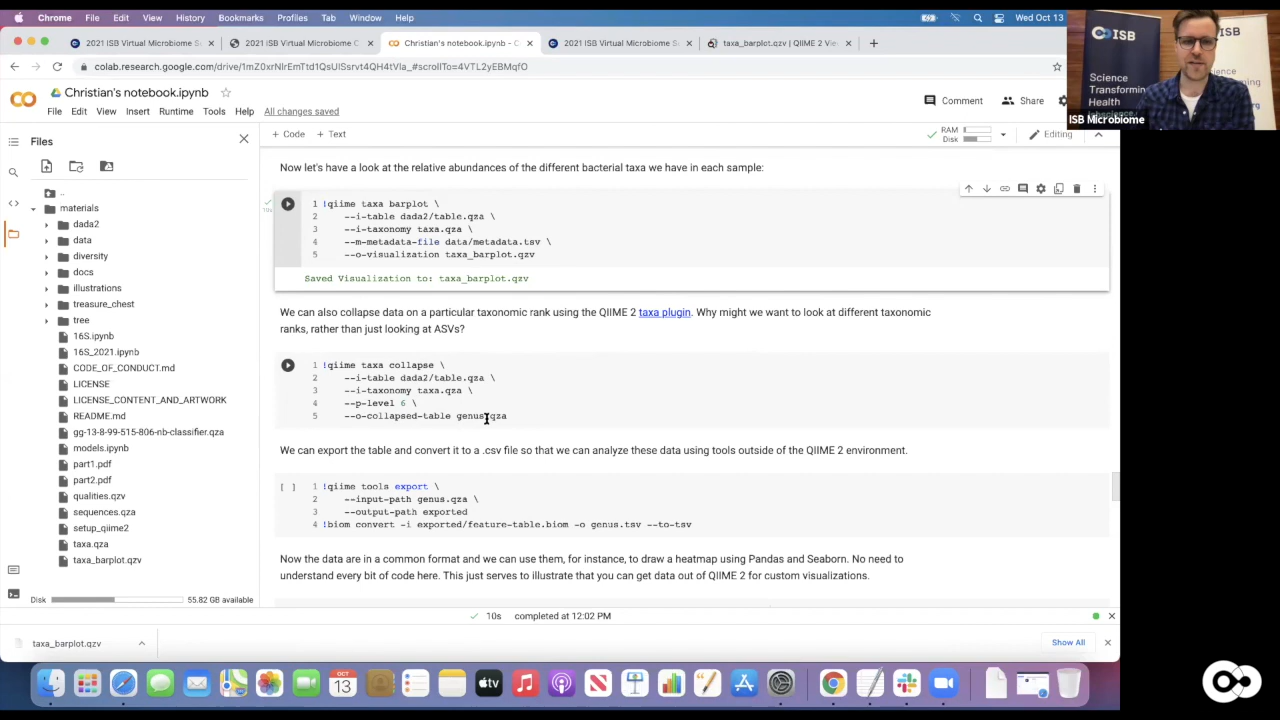 Chrome File Edit View History Bookmarks Profiles Tab Window Help Wed Oct 13
2021 ISB Virtual Microbiome S
2021 ISB Virtual Microbiome C
Christian's notebook.ipynb - C
2021 ISB Virtual Microbiome S
taxa_barplot.qzv | QIIME 2 Vie
Christian's notebook.ipynb
File Edit View Insert Runtime Tools Help All changes saved
Comment Share
Files
+ Code + Text
RAM
Disk
Editing
..
materials
dada2
data
diversity
docs
illustrations
treasure_chest
tree
16S.ipynb
16S_2021.ipynb
CODE_OF_CONDUCT.md
LICENSE
LICENSE_CONTENT_AND_ARTWORK
README.md
gg-13-8-99-515-806-nb-classifier.qza
models.ipynb
part1.pdf
part2.pdf
qualities.qzv
sequences.qza
setup_qiime2
taxa.qza
taxa_barplot.qzv
Disk 55.82 GB available
Now let's have a look at the relative abundances of the different bacterial taxa we have in each sample:
10s
1 !qiime taxa barplot \
2 --i-table dada2/table.qza \
3 --i-taxonomy taxa.qza \
4 --m-metadata-file data/metadata.tsv \
5 --o-visualization taxa_barplot.qzv
Saved Visualization to: taxa_barplot.qzv
We can also collapse data on a particular taxonomic rank using the QIIME 2 taxa plugin. Why might we want to look at different taxonomic
ranks, rather than just looking at ASVs?
1 !qiime taxa collapse \
2 --i-table dada2/table.qza \
3 --i-taxonomy taxa.qza \
4 --p-level 6 \
5 --o-collapsed-table genus.qza
We can export the table and convert it to a .csv file so that we can analyze these data using tools outside of the QIIME 2 environment.
[ ] 1 !qiime tools export \
2 --input-path genus.qza \
3 --output-path exported
4 !biom convert -i exported/feature-table.biom -o genus.tsv --to-tsv
Now the data are in a common format and we can use them, for instance, to draw a heatmap using Pandas and Seaborn. No need to
understand every bit of code here. This just serves to illustrate that you can get data out of QIIME 2 for custom visualizations.
10s completed at 12:02 PM
taxa_barplot.qzv
Show All
OCT
13
tv
ISB
Science
Transforming
Health
ISB
ISB Microbiome